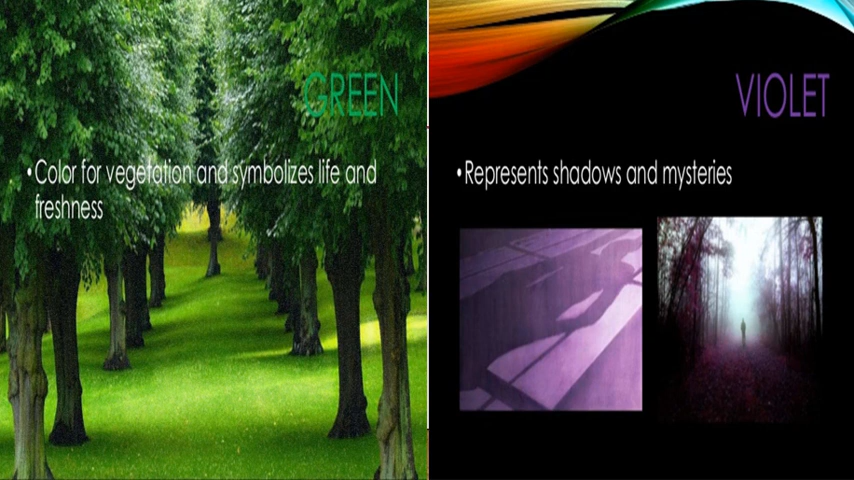 GREEN
•Color for vegetation and symbolizes life and
freshness
VIOLET
•Represents shadows and mysteries